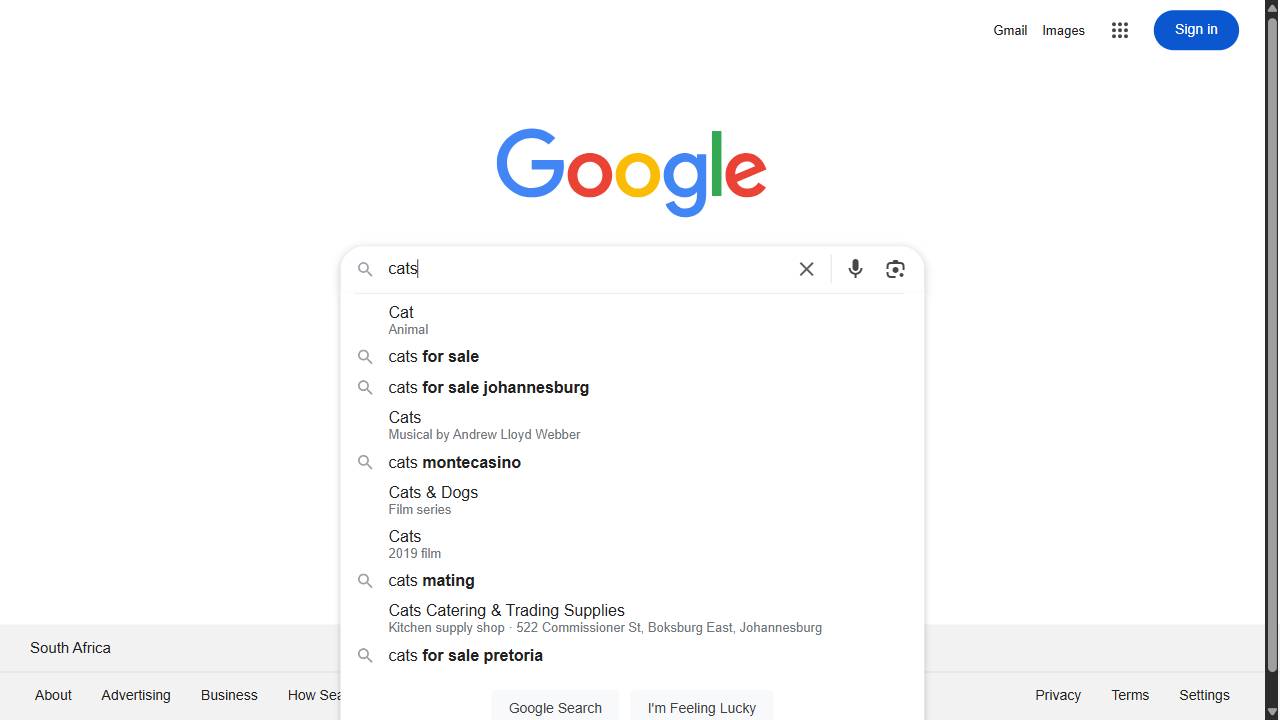 Gmail Images Sign in
Google
cats
Cat
Animal
cats for sale
cats for sale johannesburg
Cats
Musical by Andrew Lloyd Webber
cats montecasino
Cats & Dogs
Film series
Cats
2019 film
cats mating
Cats Catering & Trading Supplies
Kitchen supply shop · 522 Commissioner St, Boksburg East, Johannesburg
cats for sale pretoria
Google Search I'm Feeling Lucky
South Africa
About Advertising Business How Sea
Privacy Terms Settings